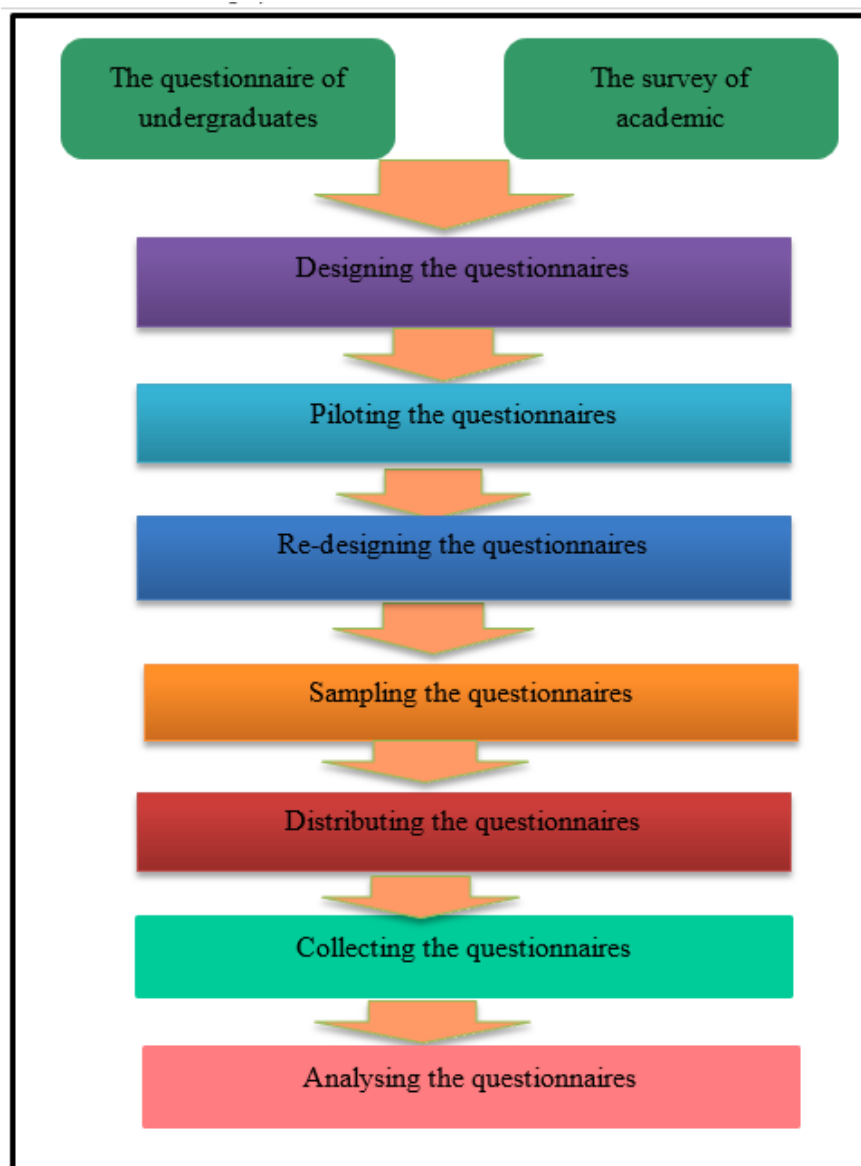 The questionnaire of
undergraduates
The survey of
academic
Designing the questionnaires
Piloting the questionnaires
Re-designing the questionnaires
Sampling the questionnaires
Distributing the questionnaires
Collecting the questionnaires
Analysing the questionnaires